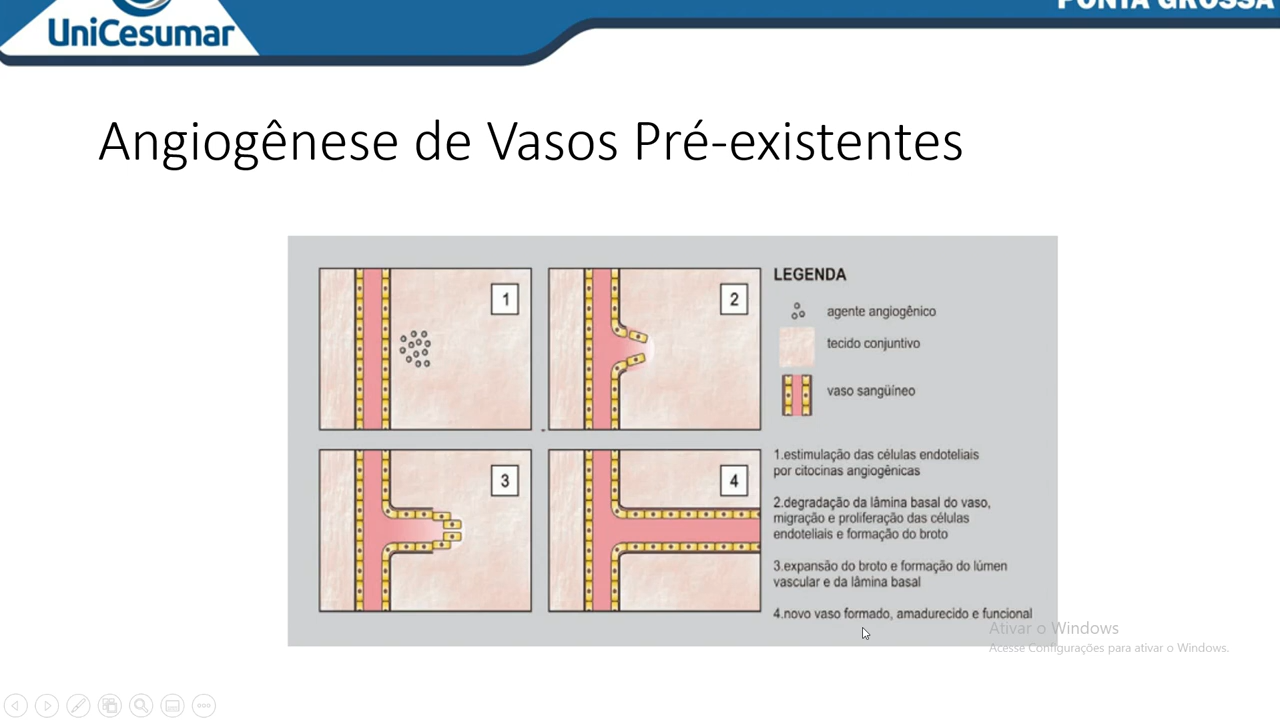 PONTA GROSSA
UniCesumar
Angiogênese de Vasos Pré-existentes
1
2
3
4
LEGENDA
agente angiogênico
tecido conjuntivo
vaso sangüíneo
1.estimulação das células endoteliais
por citocinas angiogênicas
2.degradação da lâmina basal do vaso,
migração e proliferação das células
endoteliais e formação do broto
3.expansão do broto e formação do lúmen
vascular e da lâmina basal
4.novo vaso formado, amadurecido e funcional
Ativar o Windows
Acesse Configurações para ativar o Windows.